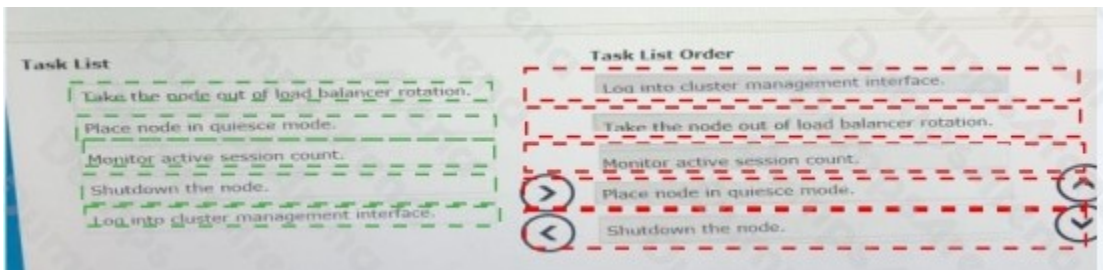 Task List
Take the node out of load balancer rotation.
Place node in quiesce mode.
Monitor active session count.
Shutdown the node.
Log into cluster management interface.
Task List Order
Log into cluster management interface.
Take the node out of load balancer rotation.
Monitor active session count.
Place node in quiesce mode.
Shutdown the node.